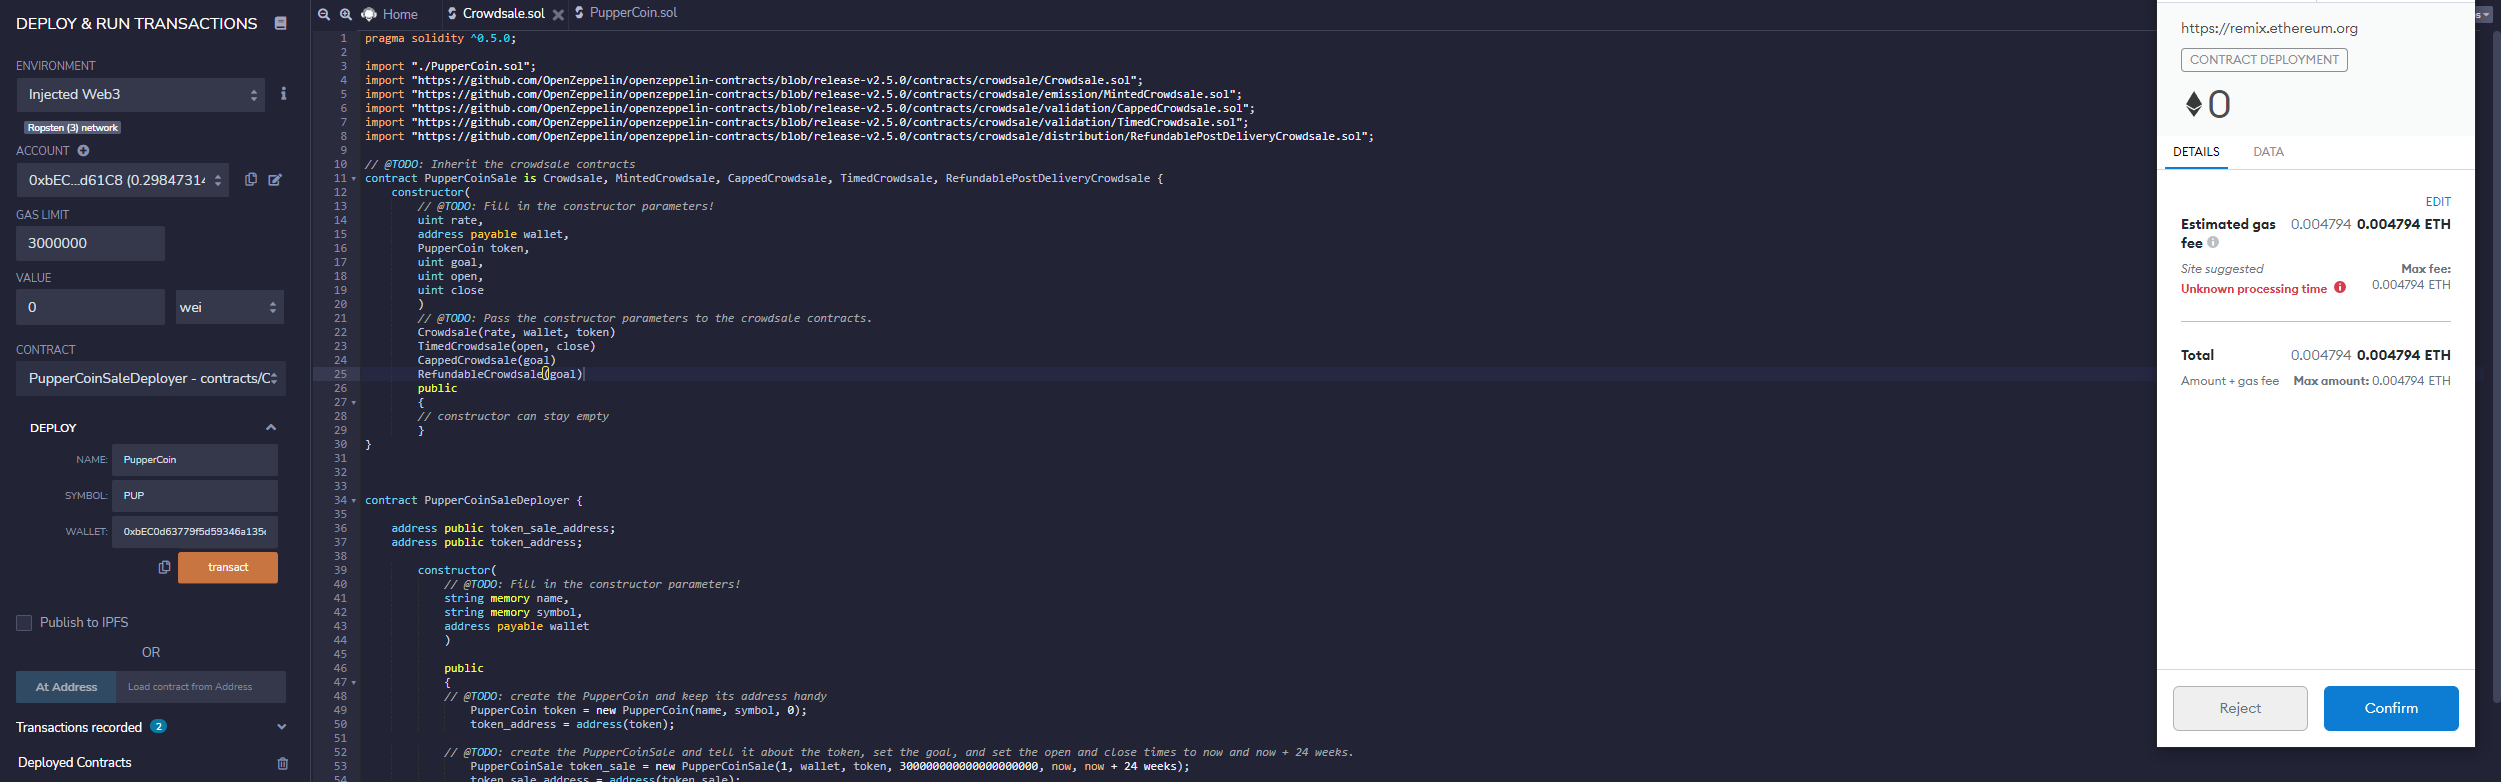 DEPLOY & RUN TRANSACTIONS
ENVIRONMENT
Injected Web3
Ropsten (3) network
ACCOUNT
0xbEC...d61C8 (0.29847314
GAS LIMIT
3000000
VALUE
0
wei
CONTRACT
PupperCoinSaleDeployer - contracts/C
DEPLOY
NAME: PupperCoin
SYMBOL: PUP
WALLET: 0xbEC0d63779f5d59346a135
transact
Publish to IPFS
OR
At Address Load contract from Address
Transactions recorded 2
Deployed Contracts
Home Crowdsale.sol PupperCoin.sol
1 pragma solidity ^0.5.0;
2
3 import "./PupperCoin.sol";
4 import "https://github.com/OpenZeppelin/openzeppelin-contracts/blob/release-v2.5.0/contracts/crowdsale/Crowdsale.sol";
5 import "https://github.com/OpenZeppelin/openzeppelin-contracts/blob/release-v2.5.0/contracts/crowdsale/emission/MintedCrowdsale.sol";
6 import "https://github.com/OpenZeppelin/openzeppelin-contracts/blob/release-v2.5.0/contracts/crowdsale/validation/CappedCrowdsale.sol";
7 import "https://github.com/OpenZeppelin/openzeppelin-contracts/blob/release-v2.5.0/contracts/crowdsale/validation/TimedCrowdsale.sol";
8 import "https://github.com/OpenZeppelin/openzeppelin-contracts/blob/release-v2.5.0/contracts/crowdsale/distribution/RefundablePostDeliveryCrowdsale.sol";
9
10 // @TODO: Inherit the crowdsale contracts
11 contract PupperCoinSale is Crowdsale, MintedCrowdsale, CappedCrowdsale, TimedCrowdsale, RefundablePostDeliveryCrowdsale {
12 constructor(
13 // @TODO: Fill in the constructor parameters!
14 uint rate,
15 address payable wallet,
16 PupperCoin token,
17 uint goal,
18 uint open,
19 uint close
20 )
21 // @TODO: Pass the constructor parameters to the crowdsale contracts.
22 Crowdsale(rate, wallet, token)
23 TimedCrowdsale(open, close)
24 CappedCrowdsale(goal)
25 RefundableCrowdsale(goal)
26 public
27 {
28 // constructor can stay empty
29 }
30 }
31
32
33
34 contract PupperCoinSaleDeployer {
35
36 address public token_sale_address;
37 address public token_address;
38
39 constructor(
40 // @TODO: Fill in the constructor parameters!
41 string memory name,
42 string memory symbol,
43 address payable wallet
44 )
45
46 public
47 {
48 // @TODO: create the PupperCoin and keep its address handy
49 PupperCoin token = new PupperCoin(name, symbol, 0);
50 token_address = address(token);
51
52 // @TODO: create the PupperCoinSale and tell it about the token, set the goal, and set the open and close times to now and now + 24 weeks.
53 PupperCoinSale token_sale = new PupperCoinSale(1, wallet, token, 300000000000000000000, now, now + 24 weeks);
54 token_sale_address = address(token_sale);
https://remix.ethereum.org
CONTRACT DEPLOYMENT
0
DETAILS DATA
EDIT
Estimated gas fee 0.004794 0.004794 ETH
Site suggested Max fee:
Unknown processing time 0.004794 ETH
Total 0.004794 0.004794 ETH
Amount + gas fee Max amount: 0.004794 ETH
Reject Confirm